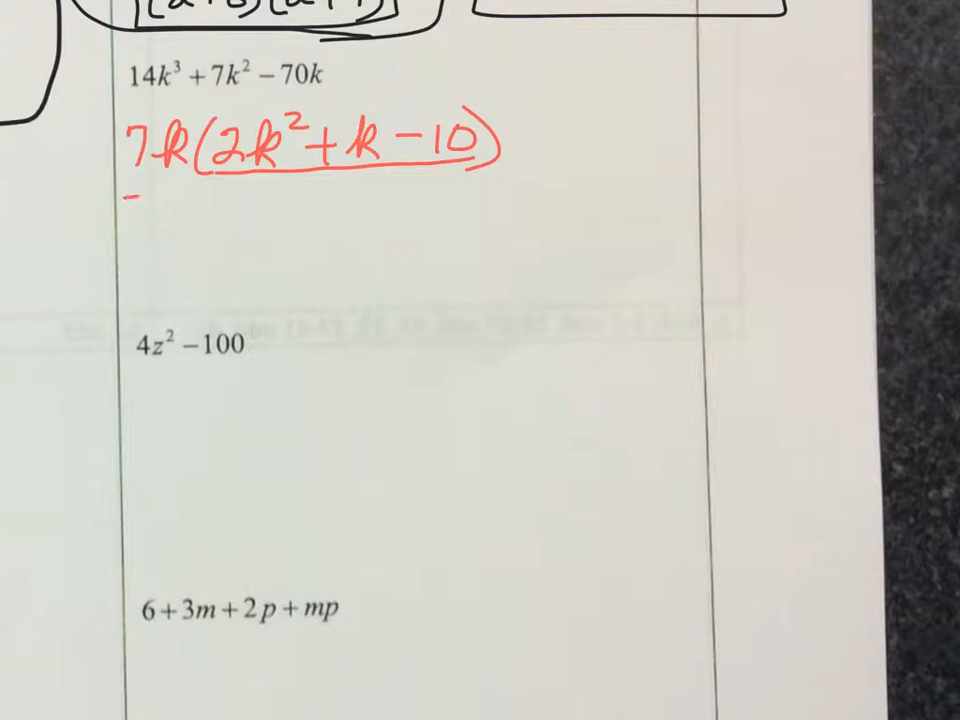 14k³ + 7k² − 70k
7k(2k² + k − 10)
4z² − 100
6 + 3m + 2p + mp